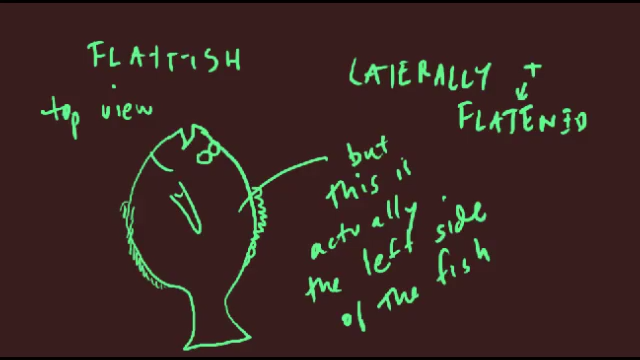 FLATFISH
top view
LATERALLY +
FLATENED
but
this is
actually
the left side
of the fish